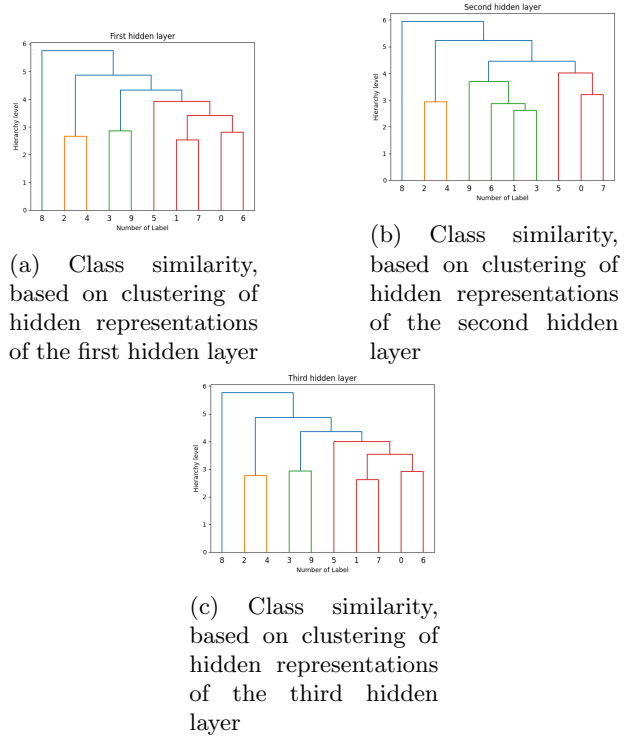 First hidden layer
6
5
4
3
2
1
0
Hierarchy level
8 2 4 3 9 5 1 7 0 6
Number of Label
(a) Class similarity,
based on clustering of
hidden representations
of the first hidden layer
Second hidden layer
6
5
4
3
2
1
0
Hierarchy level
8 2 4 9 6 1 3 5 0 7
Number of Label
(b) Class similarity,
based on clustering of
hidden representations
of the second hidden
layer
Third hidden layer
6
5
4
3
2
1
0
Hierarchy level
8 2 4 3 9 5 1 7 0 6
Number of Label
(c) Class similarity,
based on clustering of
hidden representations
of the third hidden
layer